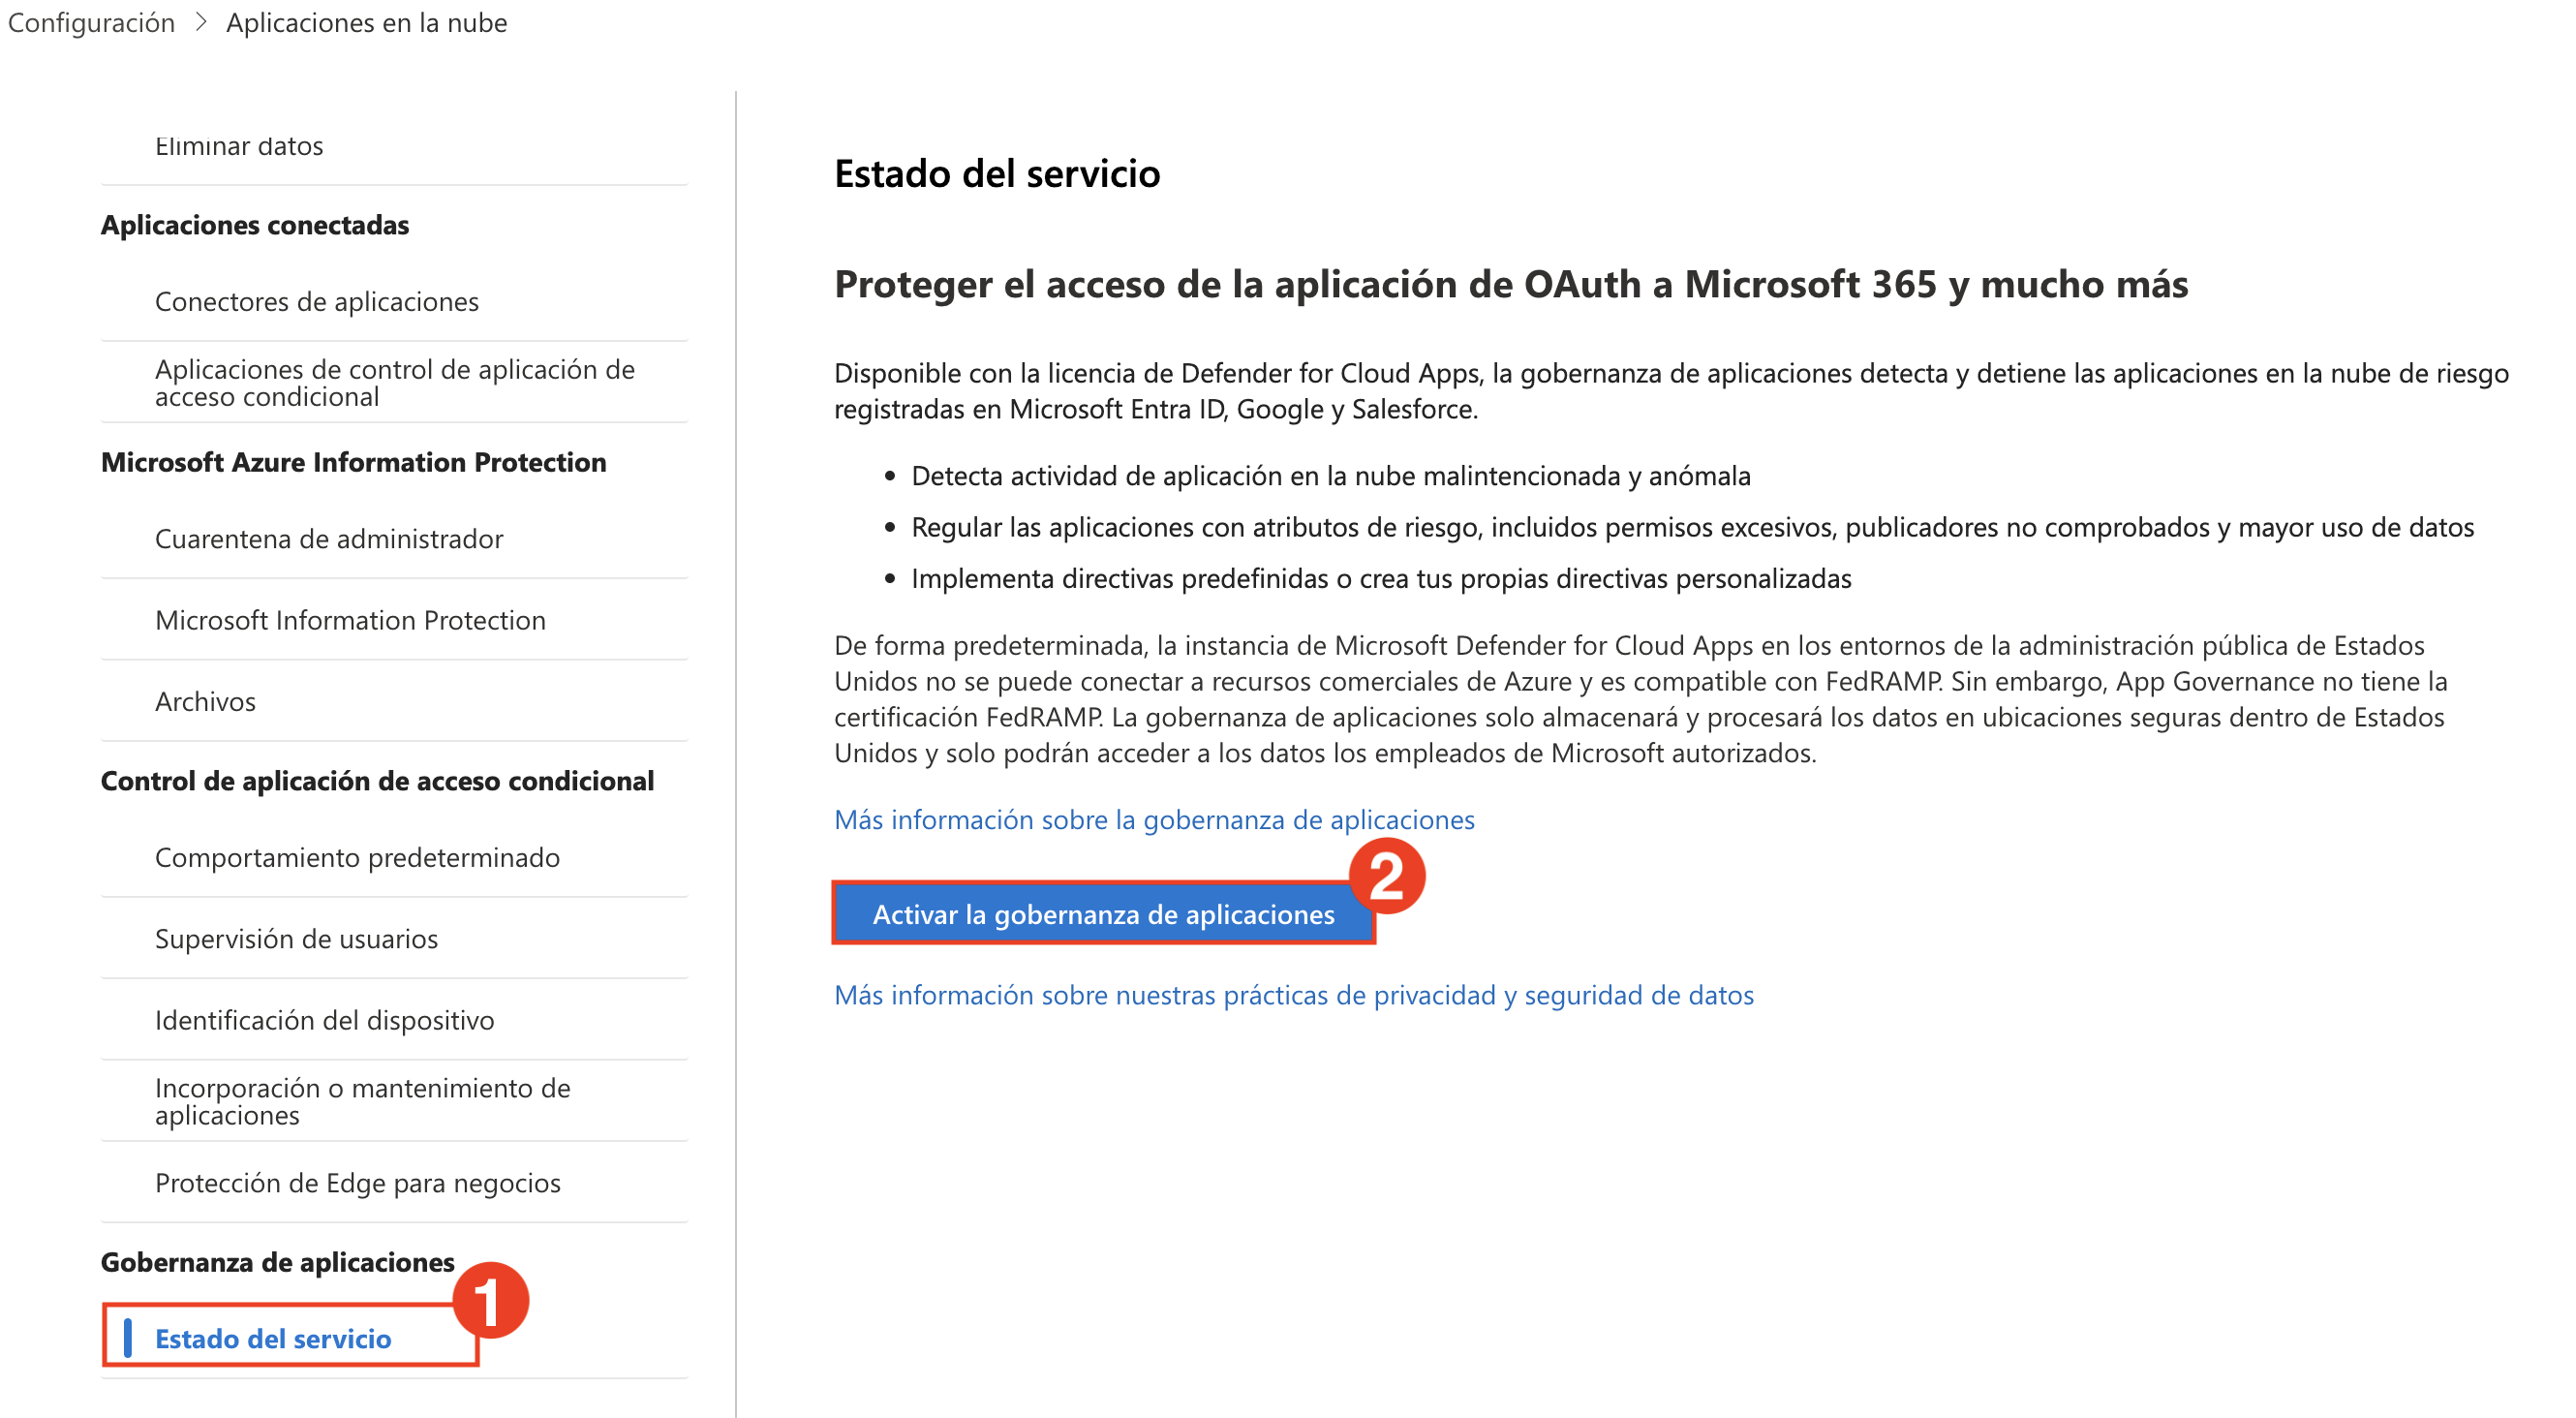 Configuración > Aplicaciones en la nube
Eliminar datos
Aplicaciones conectadas
Conectores de aplicaciones
Aplicaciones de control de aplicación de
acceso condicional
Microsoft Azure Information Protection
Cuarentena de administrador
Microsoft Information Protection
Archivos
Control de aplicación de acceso condicional
Comportamiento predeterminado
Supervisión de usuarios
Identificación del dispositivo
Incorporación o mantenimiento de
aplicaciones
Protección de Edge para negocios
Gobernanza de aplicaciones
1
Estado del servicio
Estado del servicio
Proteger el acceso de la aplicación de OAuth a Microsoft 365 y mucho más
Disponible con la licencia de Defender for Cloud Apps, la gobernanza de aplicaciones detecta y detiene las aplicaciones en la nube de riesgo
registradas en Microsoft Entra ID, Google y Salesforce.
• Detecta actividad de aplicación en la nube malintencionada y anómala
• Regular las aplicaciones con atributos de riesgo, incluidos permisos excesivos, publicadores no comprobados y mayor uso de datos
• Implementa directivas predefinidas o crea tus propias directivas personalizadas
De forma predeterminada, la instancia de Microsoft Defender for Cloud Apps en los entornos de la administración pública de Estados
Unidos no se puede conectar a recursos comerciales de Azure y es compatible con FedRAMP. Sin embargo, App Governance no tiene la
certificación FedRAMP. La gobernanza de aplicaciones solo almacenará y procesará los datos en ubicaciones seguras dentro de Estados
Unidos y solo podrán acceder a los datos los empleados de Microsoft autorizados.
Más información sobre la gobernanza de aplicaciones
2
Activar la gobernanza de aplicaciones
Más información sobre nuestras prácticas de privacidad y seguridad de datos